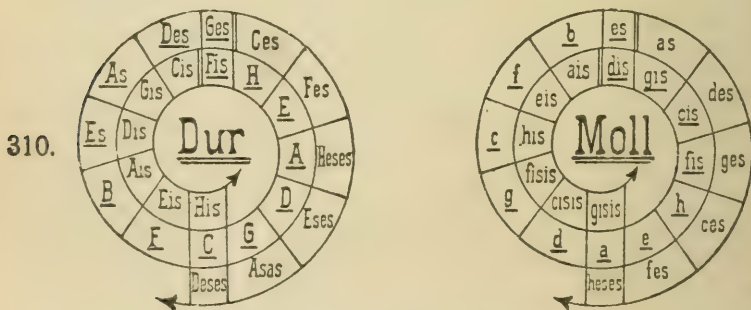 310.
Des Ges Ces
Cis Fis H
As Gis E Fes
Es Dis Dur A Heses
B Ais D Eses
Eis His
F C G Asas
Deses
b es as
ais dis gis
f eis cis des
c his Moll fis ges
g fisis h ces
cisis gisis
d a e fes
heses